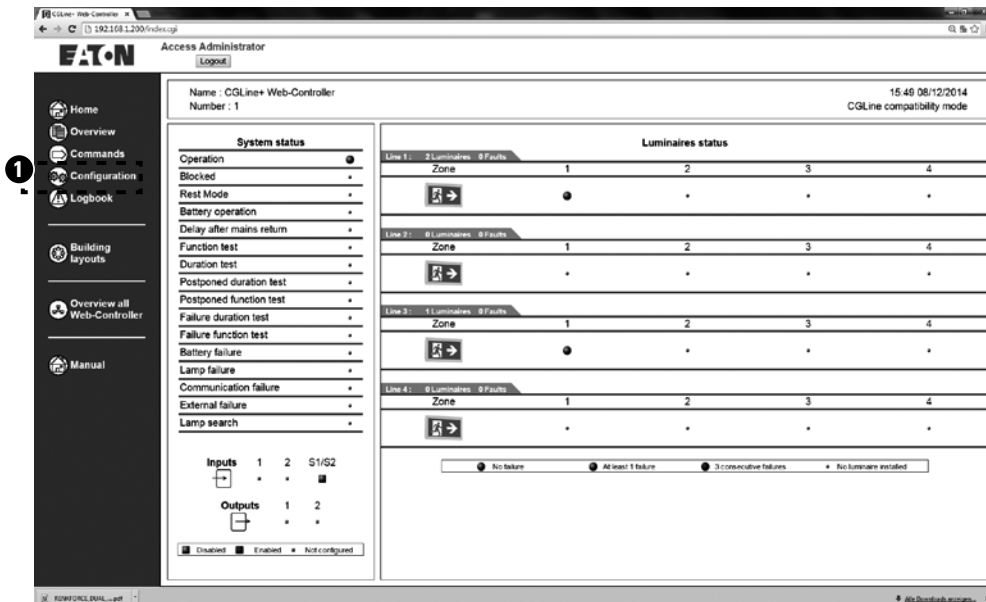 CGLine+ Web-Controller
192.168.1.200/index.cgi
EATON
Access Administrator
Logout
Name : CGLine+ Web-Controller
Number : 1
15:49 08/12/2014
CGLine compatibility mode
1
Home
Overview
Commands
Configuration
Logbook
Building
layouts
Overview all
Web-Controller
Manual
System status
Operation
Blocked
Rest Mode
Battery operation
Delay after mains return
Function test
Duration test
Postponed duration test
Postponed function test
Failure duration test
Failure function test
Battery failure
Lamp failure
Communication failure
External failure
Lamp search
Inputs 1 2 S1/S2
Outputs 1 2
Disabled Enabled Not configured
Luminaires status
Line 1 : 2 Luminaires 0 Faults
Zone 1 2 3 4
Line 2 : 0 Luminaires 0 Faults
Zone 1 2 3 4
Line 3 : 1 Luminaires 0 Faults
Zone 1 2 3 4
Line 4 : 0 Luminaires 0 Faults
Zone 1 2 3 4
No failure At least 1 failure 3 consecutive failures No luminaire installed
RENKFORCE_DUAL_....pdf
Alle Downloads anzeigen...